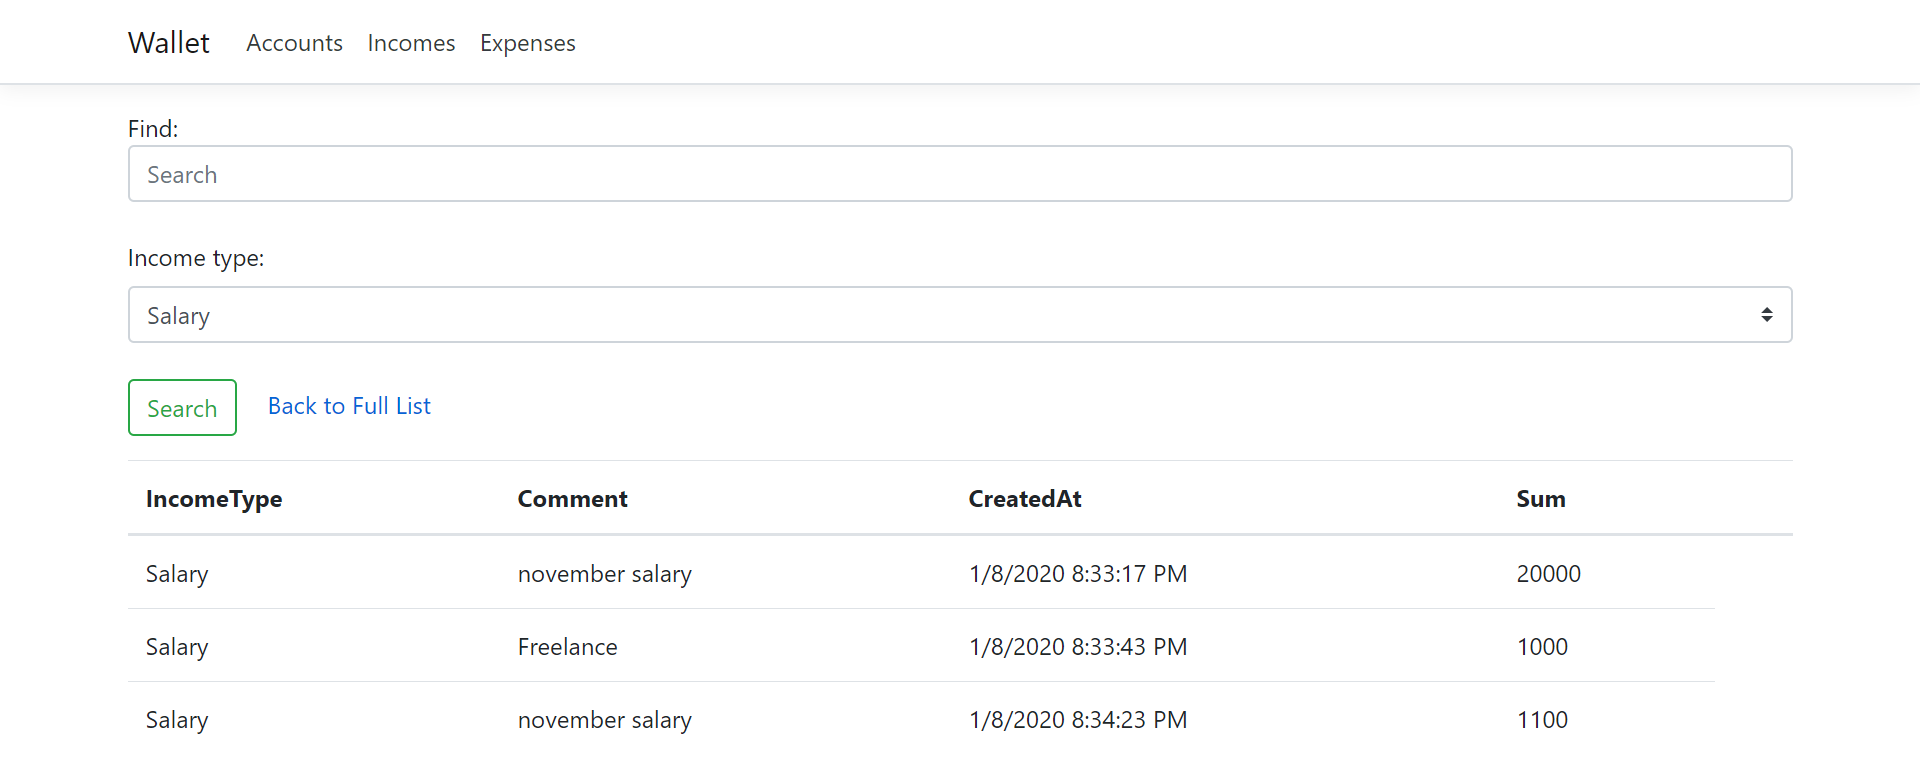 Wallet Accounts Incomes Expenses
Find:
Search
Income type:
Salary
Search Back to Full List
IncomeType Comment CreatedAt Sum
Salary november salary 1/8/2020 8:33:17 PM 20000
Salary Freelance 1/8/2020 8:33:43 PM 1000
Salary november salary 1/8/2020 8:34:23 PM 1100